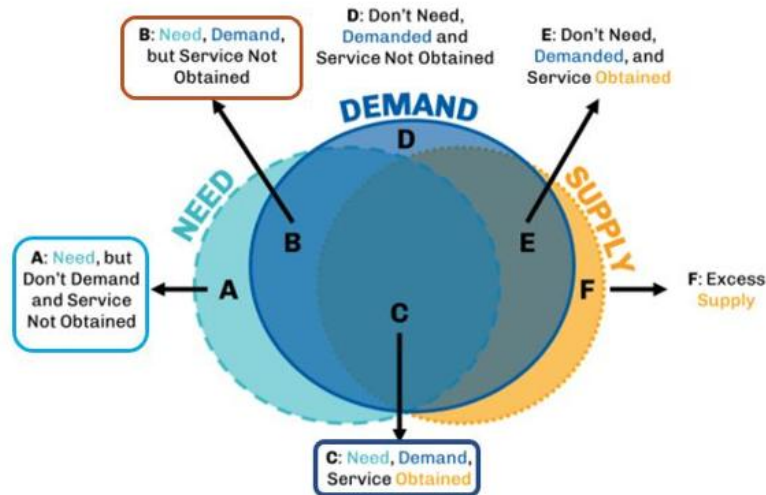 B: Need, Demand,
but Service Not
Obtained
D: Don't Need,
Demanded and
Service Not Obtained
E: Don't Need,
Demanded, and
Service Obtained
DEMAND
NEED
SUPPLY
D
B
E
A: Need, but
Don't Demand
and Service
Not Obtained
A
C
F
F: Excess
Supply
C: Need, Demand,
Service Obtained